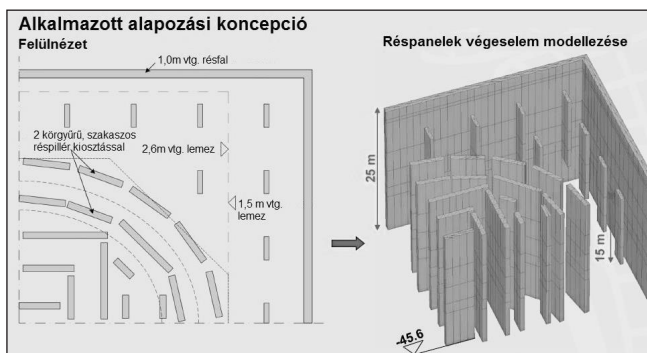 Alkalmazott alapozási koncepció
Felülnézet
1,0m vtg. résfal
2 körgyűrű, szakaszos
réspillér kiosztással
2,6m vtg. lemez
1,5 m vtg.
lemez
Réspanelek végeselem modellezése
25 m
15 m
-45.6